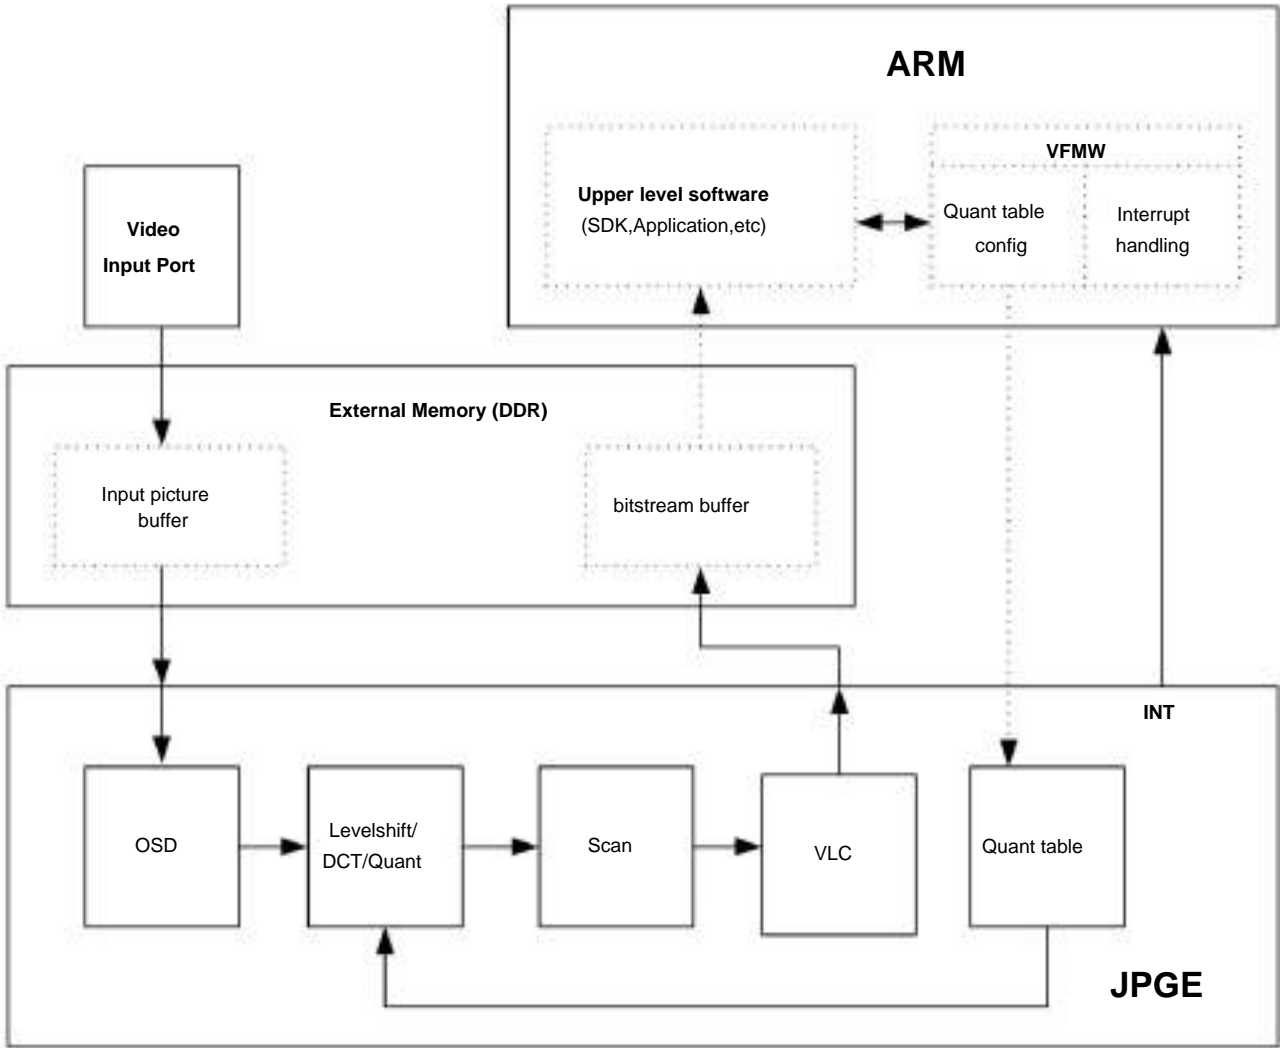 ARM
VFMW
Upper level software
(SDK,Application,etc)
Quant table
config
Interrupt
handling
Video
Input Port
External Memory (DDR)
Input picture
buffer
bitstream buffer
INT
OSD
Levelshift/
DCT/Quant
Scan
VLC
Quant table
JPGE